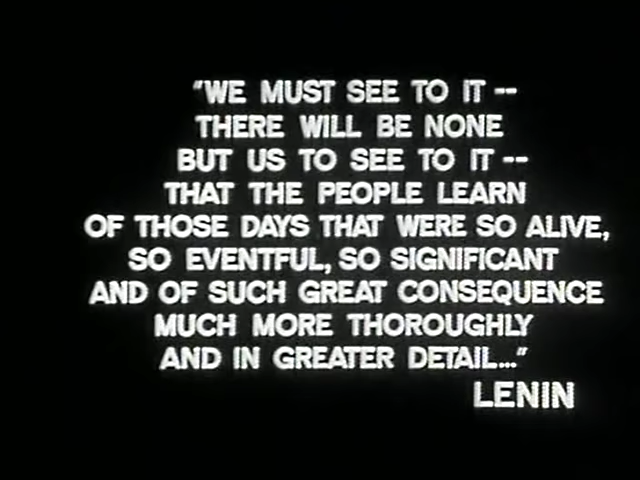 "WE MUST SEE TO IT --
THERE WILL BE NONE
BUT US TO SEE TO IT --
THAT THE PEOPLE LEARN
OF THOSE DAYS THAT WERE SO ALIVE,
SO EVENTFUL, SO SIGNIFICANT
AND OF SUCH GREAT CONSEQUENCE
MUCH MORE THOROUGHLY
AND IN GREATER DETAIL..."
LENIN